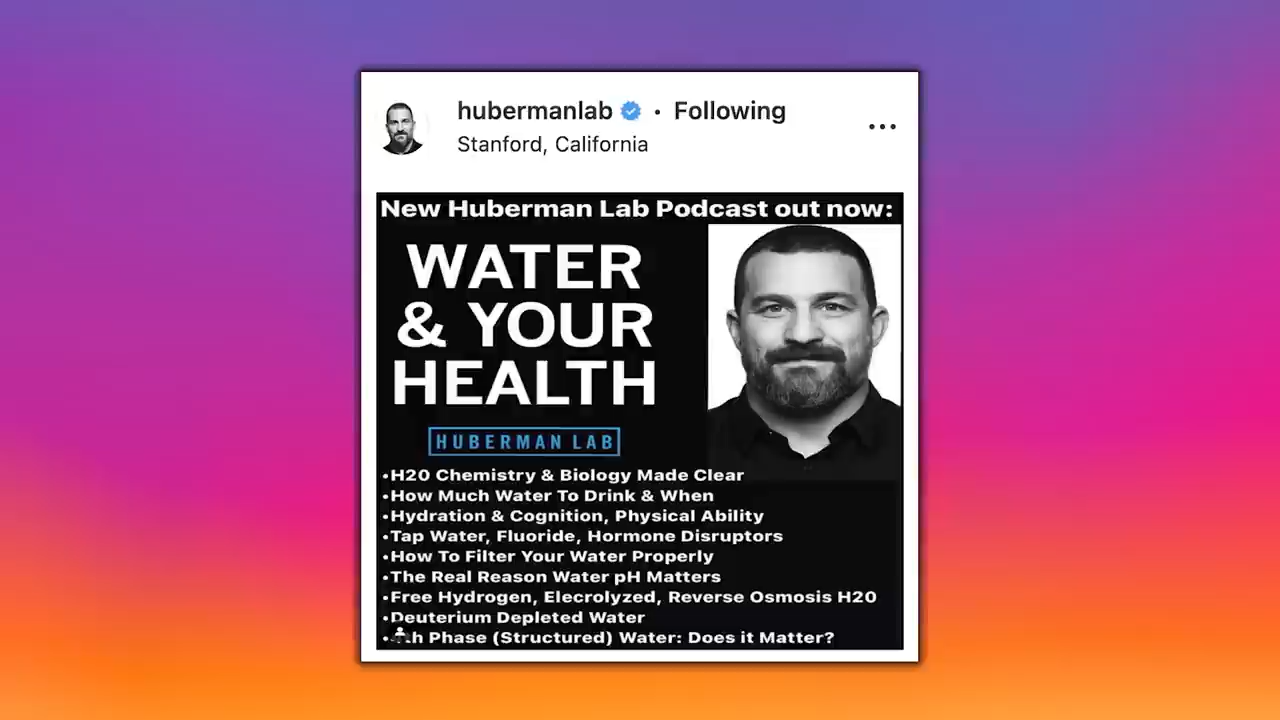 hubermanlab • Following
Stanford, California
New Huberman Lab Podcast out now:
WATER
& YOUR
HEALTH
HUBERMAN LAB
•H20 Chemistry & Biology Made Clear
•How Much Water To Drink & When
•Hydration & Cognition, Physical Ability
•Tap Water, Fluoride, Hormone Disruptors
•How To Filter Your Water Properly
•The Real Reason Water pH Matters
•Free Hydrogen, Elecrolyzed, Reverse Osmosis H20
•Deuterium Depleted Water
• Phase (Structured) Water: Does it Matter?